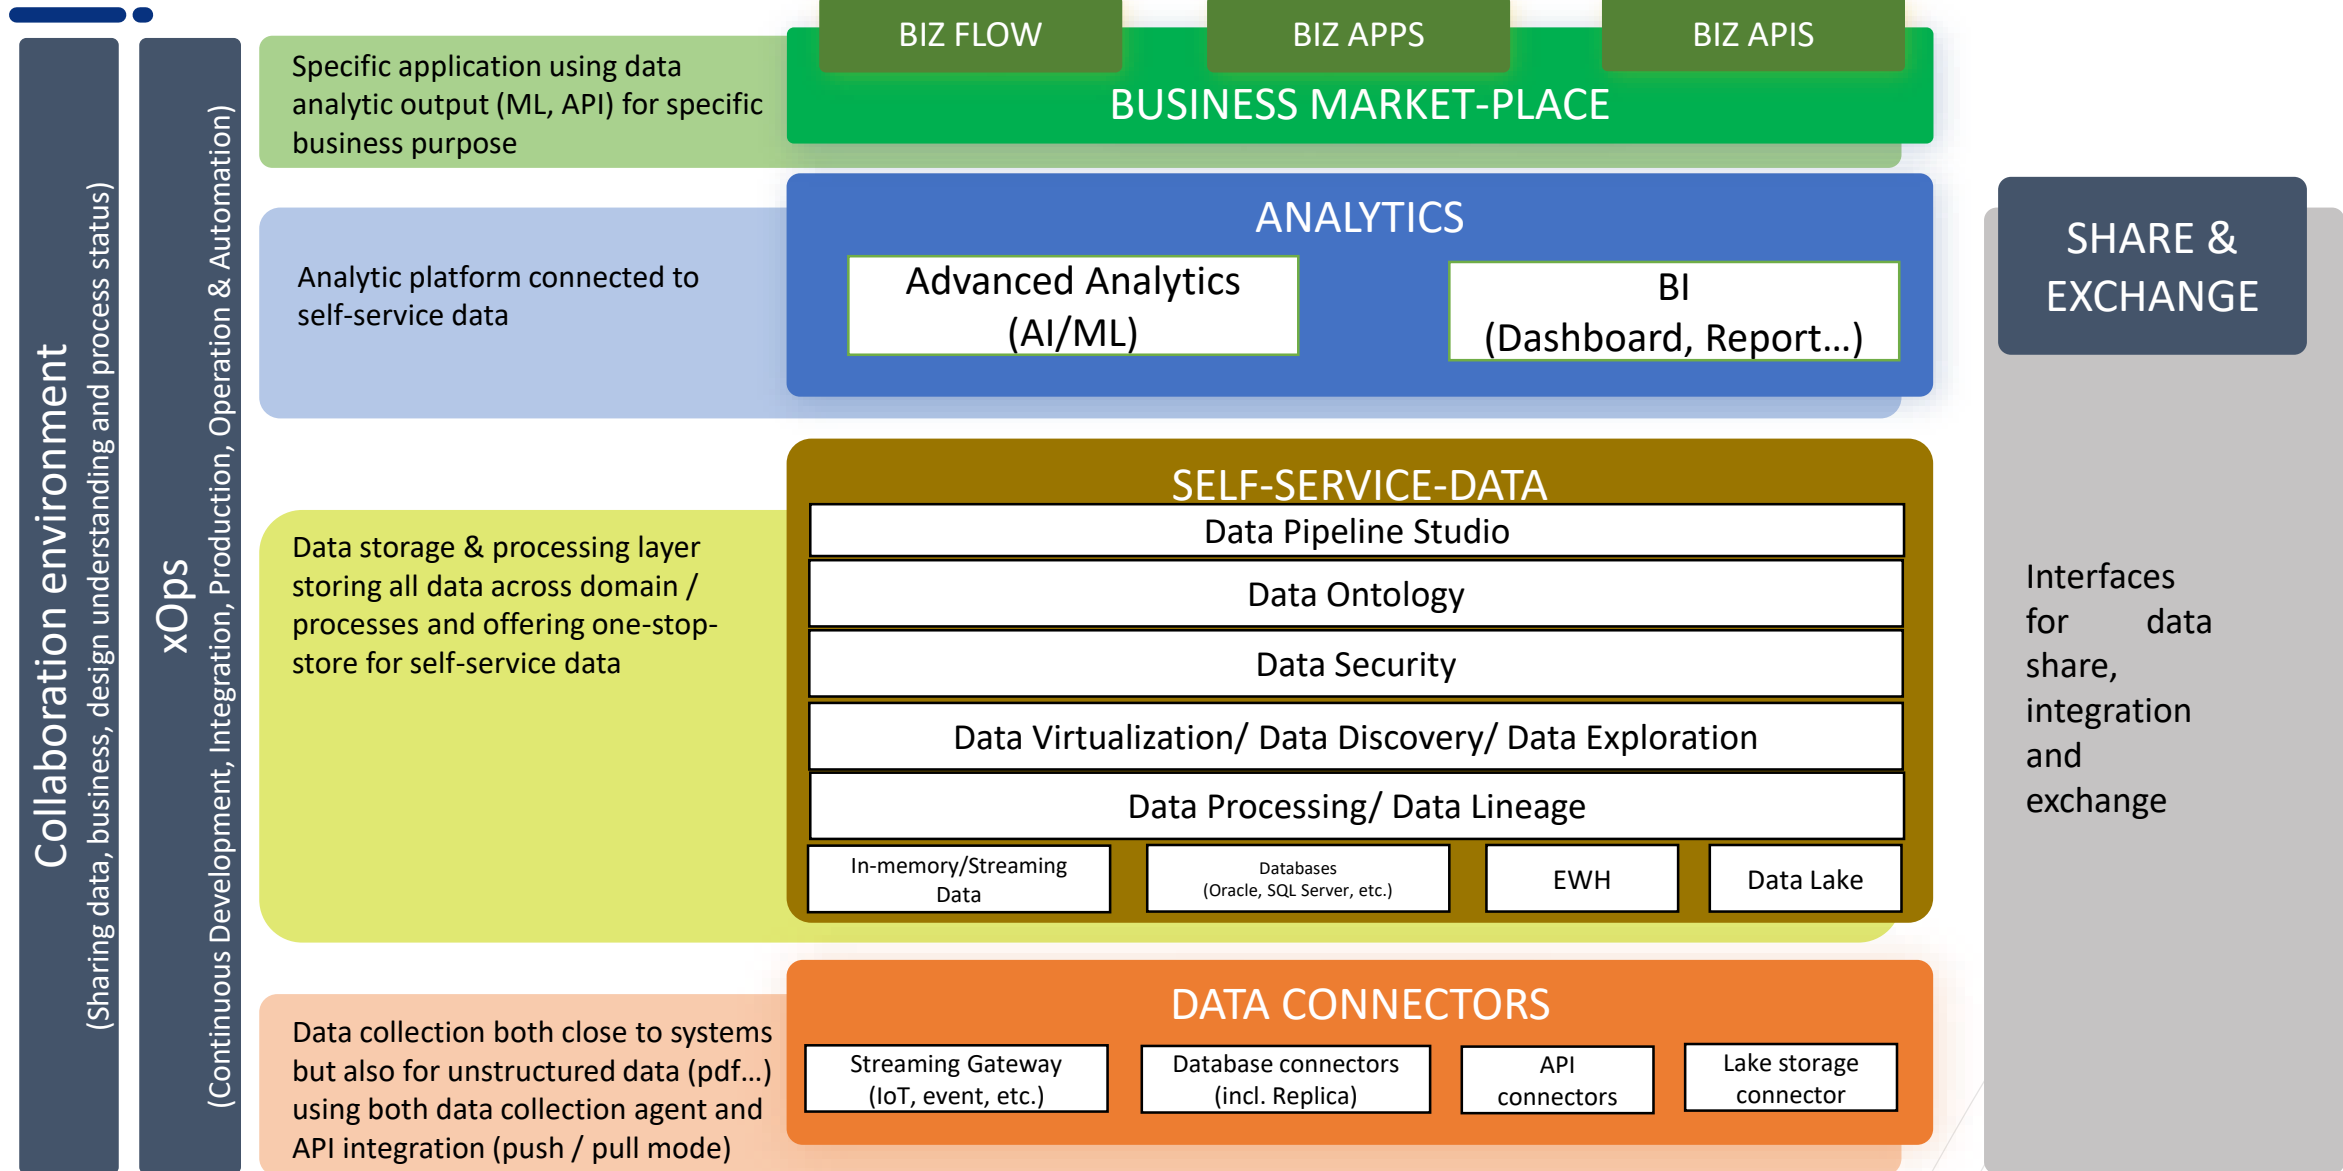 Collaboration environment
(Sharing data, business, design understanding and process status)
xOps
(Continuous Development, Integration, Production, Operation & Automation)
Specific application using data
analytic output (ML, API) for specific
business purpose
BIZ FLOW
BIZ APPS
BIZ APIS
BUSINESS MARKET-PLACE
Analytic platform connected to
self-service data
ANALYTICS
Advanced Analytics
(AI/ML)
BI
(Dashboard, Report...)
Data storage & processing layer
storing all data across domain /
processes and offering one-stop-
store for self-service data
SELF-SERVICE-DATA
Data Pipeline Studio
Data Ontology
Data Security
Data Virtualization/ Data Discovery/ Data Exploration
Data Processing/ Data Lineage
In-memory/Streaming
Data
Databases
(Oracle, SQL Server, etc.)
EWH
Data Lake
Data collection both close to systems
but also for unstructured data (pdf...)
using both data collection agent and
API integration (push / pull mode)
DATA CONNECTORS
Streaming Gateway
(IoT, event, etc.)
Database connectors
(incl. Replica)
API
connectors
Lake storage
connector
SHARE &
EXCHANGE
Interfaces
for data
share,
integration
and
exchange